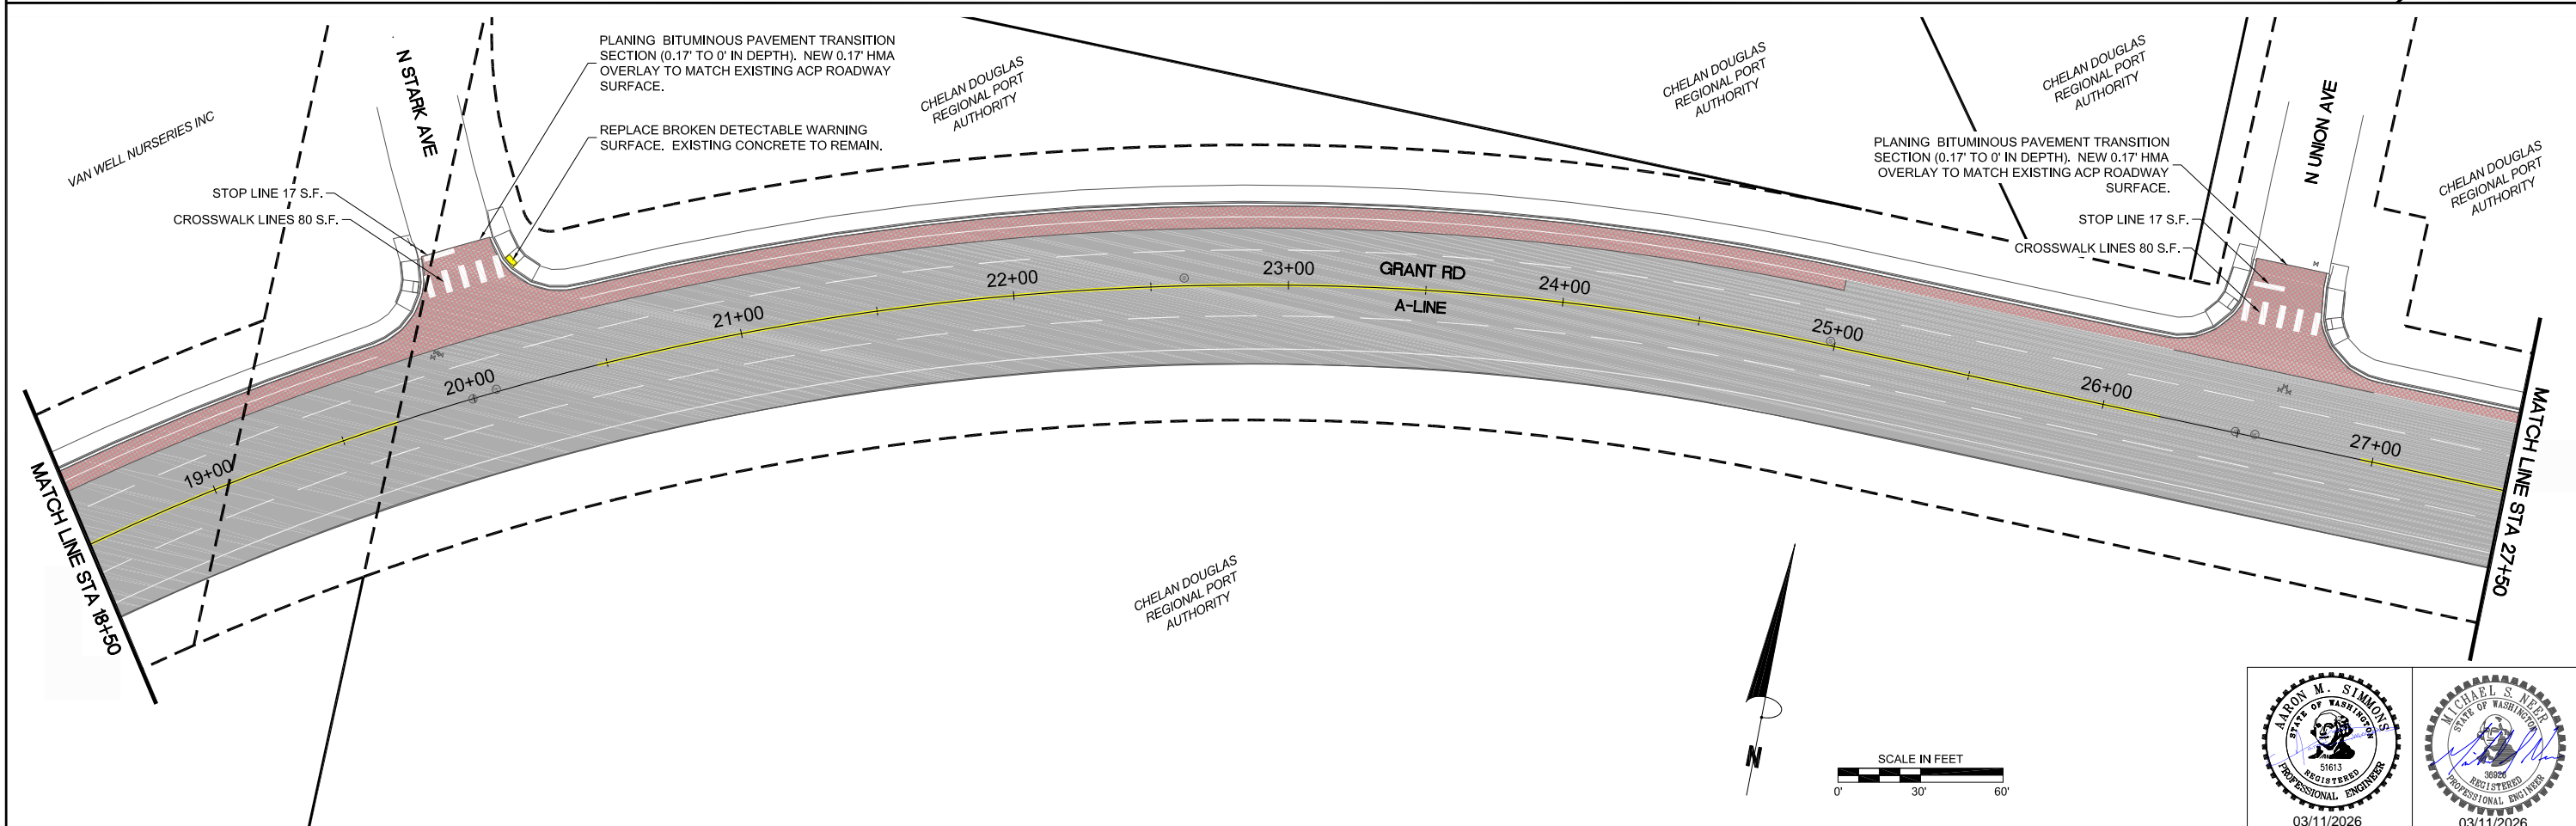 PLANING BITUMINOUS PAVEMENT TRANSITION
SECTION (0.17' TO 0' IN DEPTH). NEW 0.17' HMA
OVERLAY TO MATCH EXISTING ACP ROADWAY
SURFACE.
REPLACE BROKEN DETECTABLE WARNING
SURFACE. EXISTING CONCRETE TO REMAIN.
N STARK AVE
VAN WELL NURSERIES INC
STOP LINE 17 S.F.
CROSSWALK LINES 80 S.F.
CHELAN DOUGLAS
REGIONAL PORT
AUTHORITY
CHELAN DOUGLAS
REGIONAL PORT
AUTHORITY
CHELAN DOUGLAS
REGIONAL PORT
AUTHORITY
N UNION AVE
PLANING BITUMINOUS PAVEMENT TRANSITION
SECTION (0.17' TO 0' IN DEPTH). NEW 0.17' HMA
OVERLAY TO MATCH EXISTING ACP ROADWAY
SURFACE.
STOP LINE 17 S.F.
CROSSWALK LINES 80 S.F.
CHELAN DOUGLAS
REGIONAL PORT
AUTHORITY
MATCH LINE STA 18+50
19+00
20+00
21+00
22+00
23+00
GRANT RD
A-LINE
24+00
25+00
26+00
27+00
MATCH LINE STA 27+50
CHELAN DOUGLAS
REGIONAL PORT
AUTHORITY
N
SCALE IN FEET
0' 30' 60'
AARON M. SIMMONS
STATE OF WASHINGTON
51613
REGISTERED
PROFESSIONAL ENGINEER
03/11/2026
MICHAEL S. NEER
STATE OF WASHINGTON
36926
REGISTERED
PROFESSIONAL ENGINEER
03/11/2026